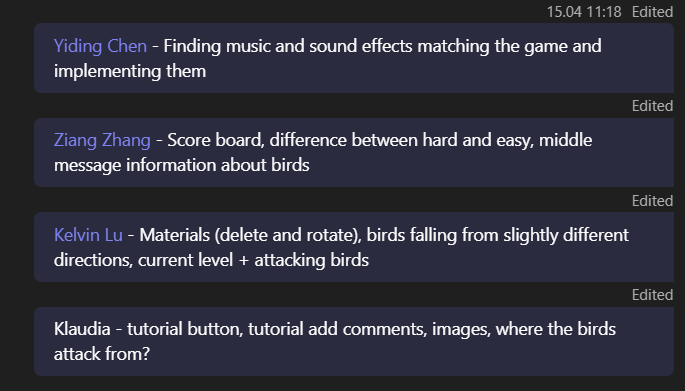 15.04 11:18 Edited
Yiding Chen - Finding music and sound effects matching the game and
implementing them
Edited
Ziang Zhang - Score board, difference between hard and easy, middle
message information about birds
Edited
Kelvin Lu - Materials (delete and rotate), birds falling from slightly different
directions, current level + attacking birds
Edited
Klaudia - tutorial button, tutorial add comments, images, where the birds
attack from?